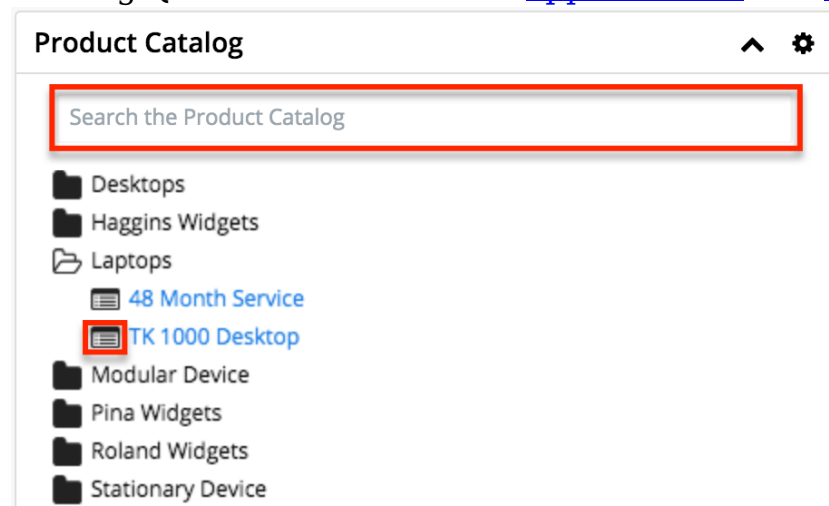 Product Catalog
Search the Product Catalog
Desktops
Haggins Widgets
Laptops
48 Month Service
TK 1000 Desktop
Modular Device
Pina Widgets
Roland Widgets
Stationary Device